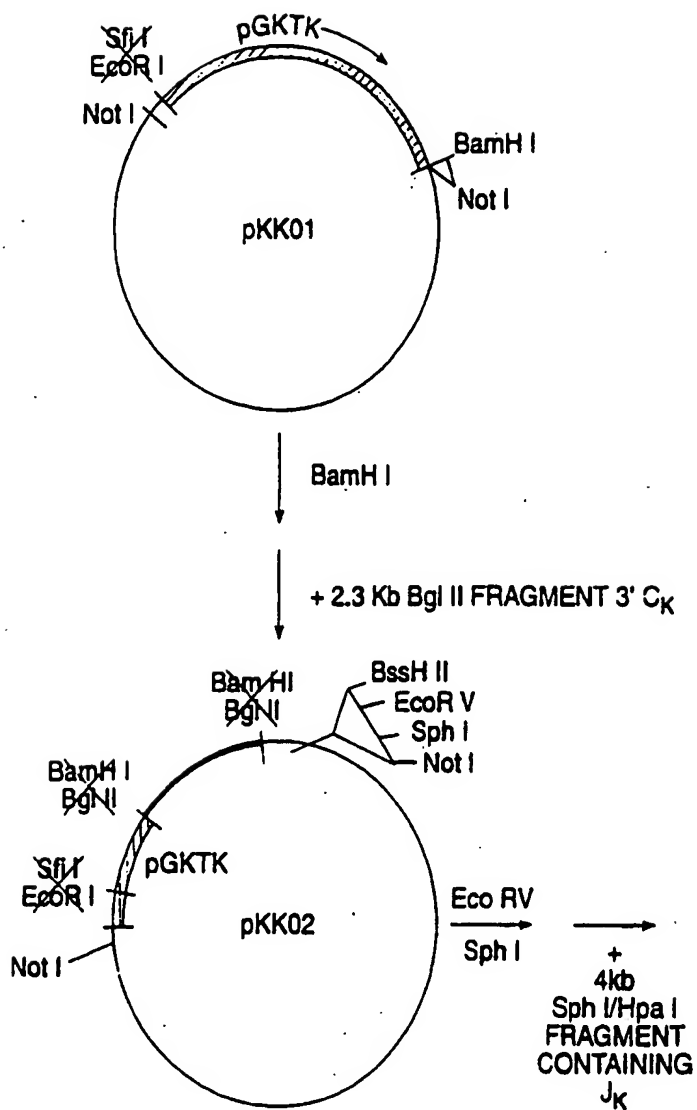 pGKTK
Sfi I
EcoR I
Not I
BamH I
Not I
pKK01
BamH I
+ 2.3 Kb Bgl II FRAGMENT 3' CK
Bam HI
Bgl II
BssH II
EcoR V
Sph I
Not I
BamH I
Bgl II
pGKTK
Sfi I
EcoR I
Not I
pKK02
Eco RV
Sph I
+
4kb
Sph I/Hpa I
FRAGMENT
CONTAINING
JK